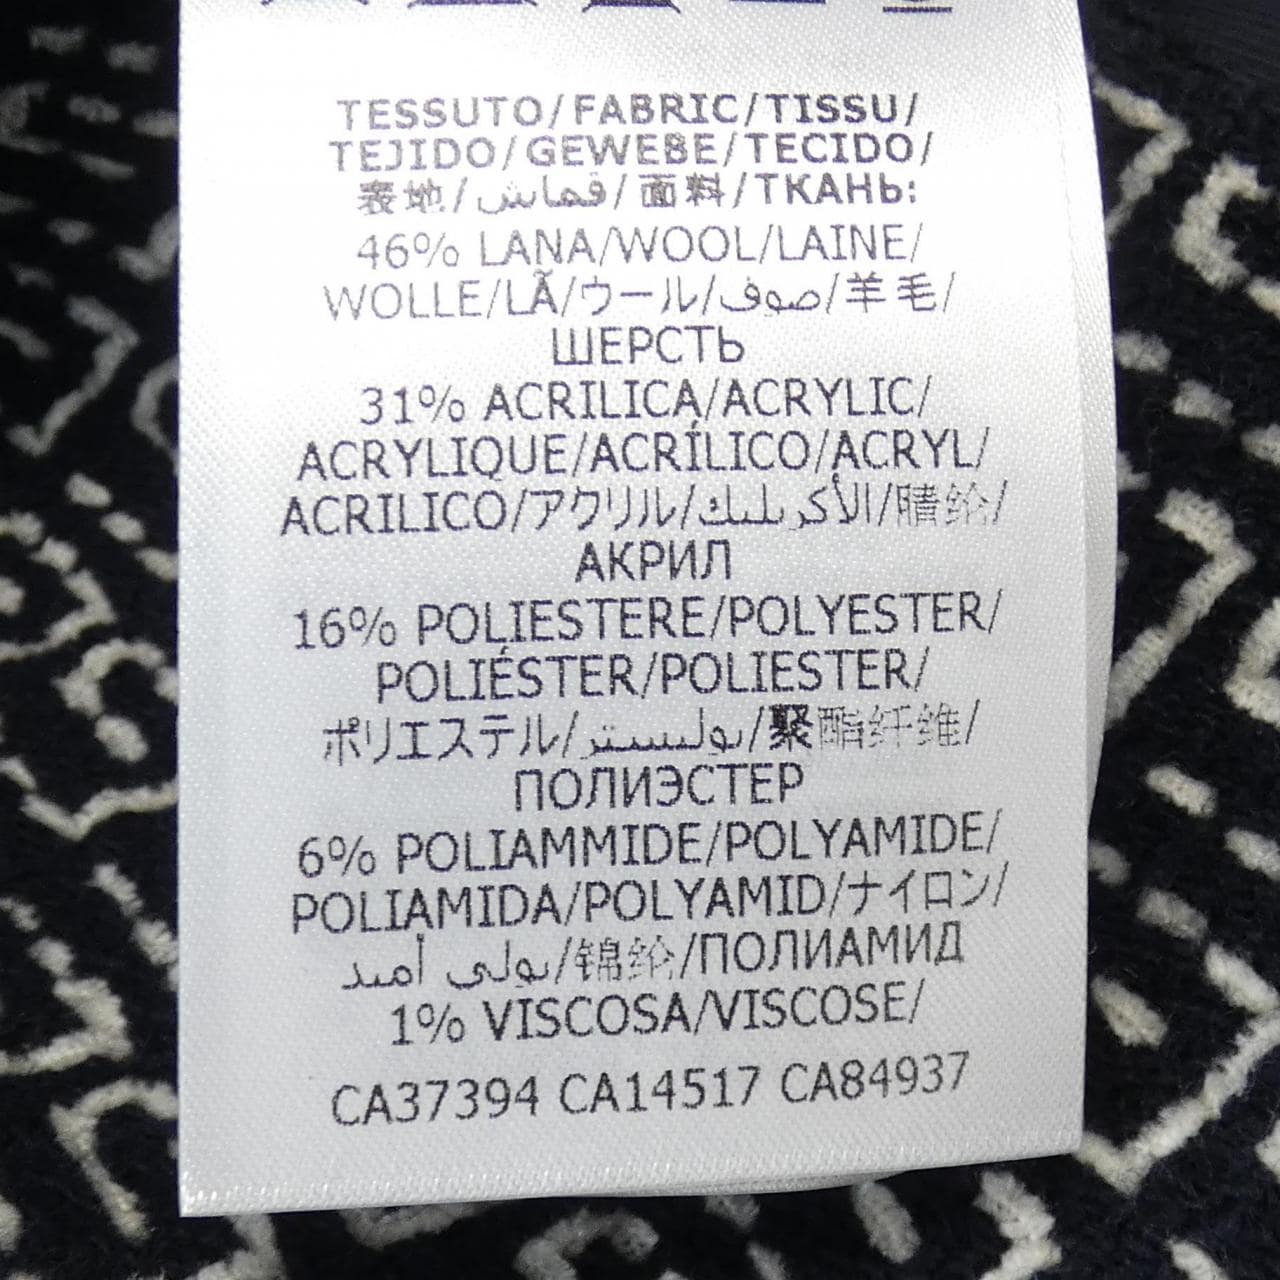 TESSUTO/FABRIC/TISSU/
TEJIDO/GEWEBE/TECIDO/
表地/قماش/面料/ТКАНЬ:
46% LANA/WOOL/LAINE/
WOLLE/LÃ/ウール/صوف/羊毛/
ШЕРСТЬ
31% ACRILICA/ACRYLIC/
ACRYLIQUE/ACRÍLICO/ACRYL/
ACRILICO/アクリル/الأكريليك/腈纶/
АКРИЛ
16% POLIESTERE/POLYESTER/
POLIÉSTER/POLIESTER/
ポリエステル/بوليستر/聚酯纤维/
ПОЛИЭСТЕР
6% POLIAMMIDE/POLYAMIDE/
POLIAMIDA/POLYAMID/ナイロン/
بولي أميد/锦纶/ПОЛИАМИД
1% VISCOSA/VISCOSE/
CA37394 CA14517 CA84937